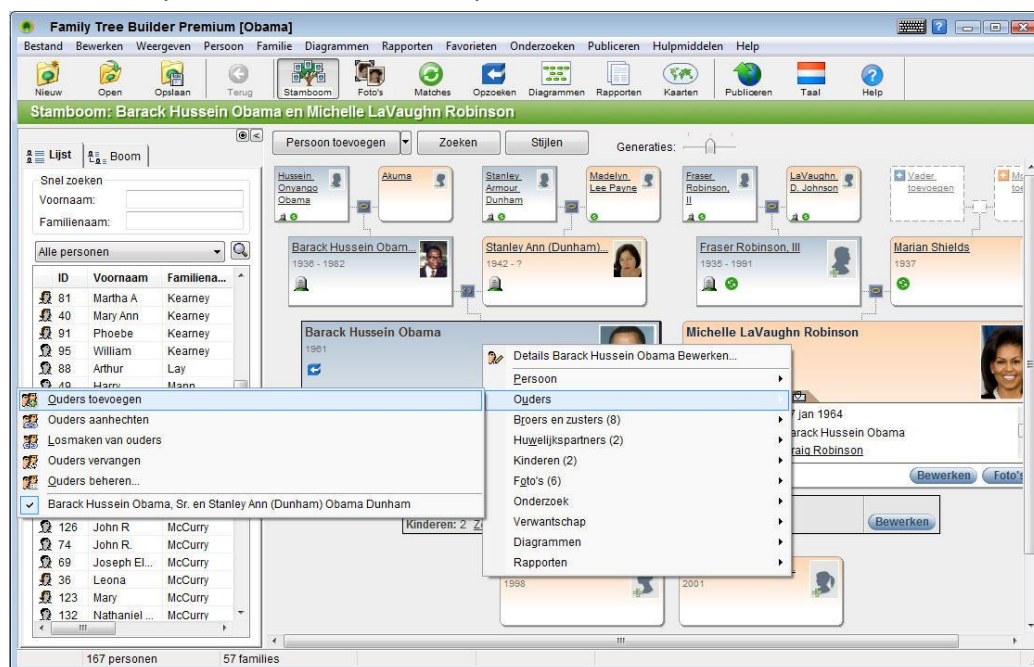 Family Tree Builder Premium [Obama]
Bestand Bewerken Weergeven Persoon Familie Diagrammen Rapporten Favorieten Onderzoeken Publiceren Hulpmiddelen Help
Nieuw Open Opslaan Terug Stamboom Foto's Matches Opzoeken Diagrammen Rapporten Kaarten Publiceren Taal Help
Stamboom: Barack Hussein Obama en Michelle LaVaughn Robinson
Lijst Boom
Snel zoeken
Voornaam:
Familienaam:
Alle personen
ID Voornaam Familiena...
81 Martha A Kearney
40 Mary Ann Kearney
91 Phoebe Kearney
95 William Kearney
88 Arthur Lay
49 Harry Mann
126 John R McCurry
74 John R. McCurry
69 Joseph El... McCurry
36 Leona McCurry
123 Mary McCurry
132 Nathaniel ... McCurry
Persoon toevoegen Zoeken Stijlen Generaties:
Hussein
Onyango
Obama
Akuma
Stanley
Armour
Dunham
Madelyn
Lee Payne
Fraser
Robinson,
II
LaVaughn
D. Johnson
Vader
toevoegen
Barack Hussein Obam...
1936 - 1982
Stanley Ann (Dunham)...
1942 - ?
Fraser Robinson, III
1935 - 1991
Marian Shields
1937
Barack Hussein Obama
1961
Michelle LaVaughn Robinson
jan 1964
arack Hussein Obama
raig Robinson
Bewerken Foto's
Kinderen: 2
Bewerken
1998
2001
Details Barack Hussein Obama Bewerken...
Persoon
Ouders
Broers en zusters (8)
Huwelijkspartners (2)
Kinderen (2)
Foto's (6)
Onderzoek
Verwantschap
Diagrammen
Rapporten
Ouders toevoegen
Ouders aanhechten
Losmaken van ouders
Ouders vervangen
Ouders beheren...
Barack Hussein Obama, Sr. en Stanley Ann (Dunham) Obama Dunham
167 personen 57 families